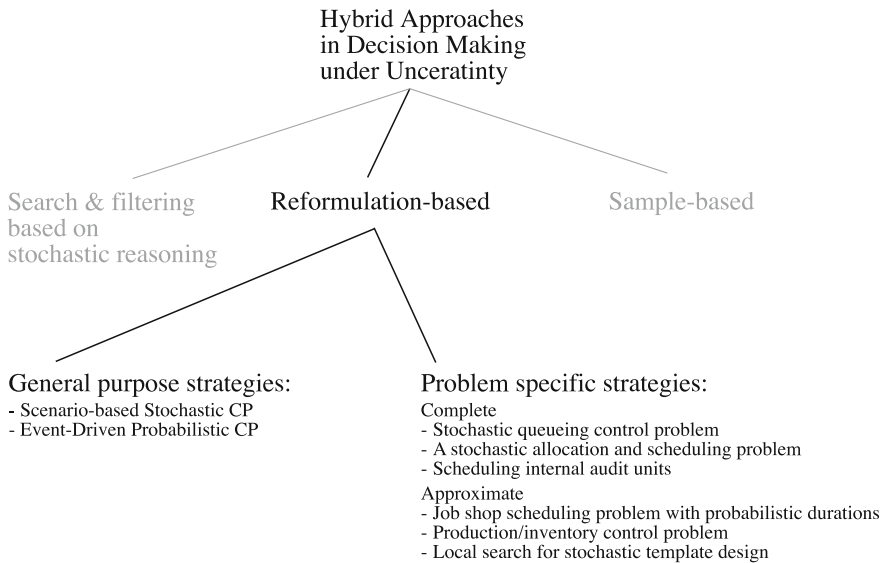 Hybrid Approaches
in Decision Making
under Unceratinty
Search & filtering
based on
stochastic reasoning
Reformulation-based
Sample-based
General purpose strategies:
- Scenario-based Stochastic CP
- Event-Driven Probabilistic CP
Problem specific strategies:
Complete
- Stochastic queueing control problem
- A stochastic allocation and scheduling problem
- Scheduling internal audit units
Approximate
- Job shop scheduling problem with probabilistic durations
- Production/inventory control problem
- Local search for stochastic template design